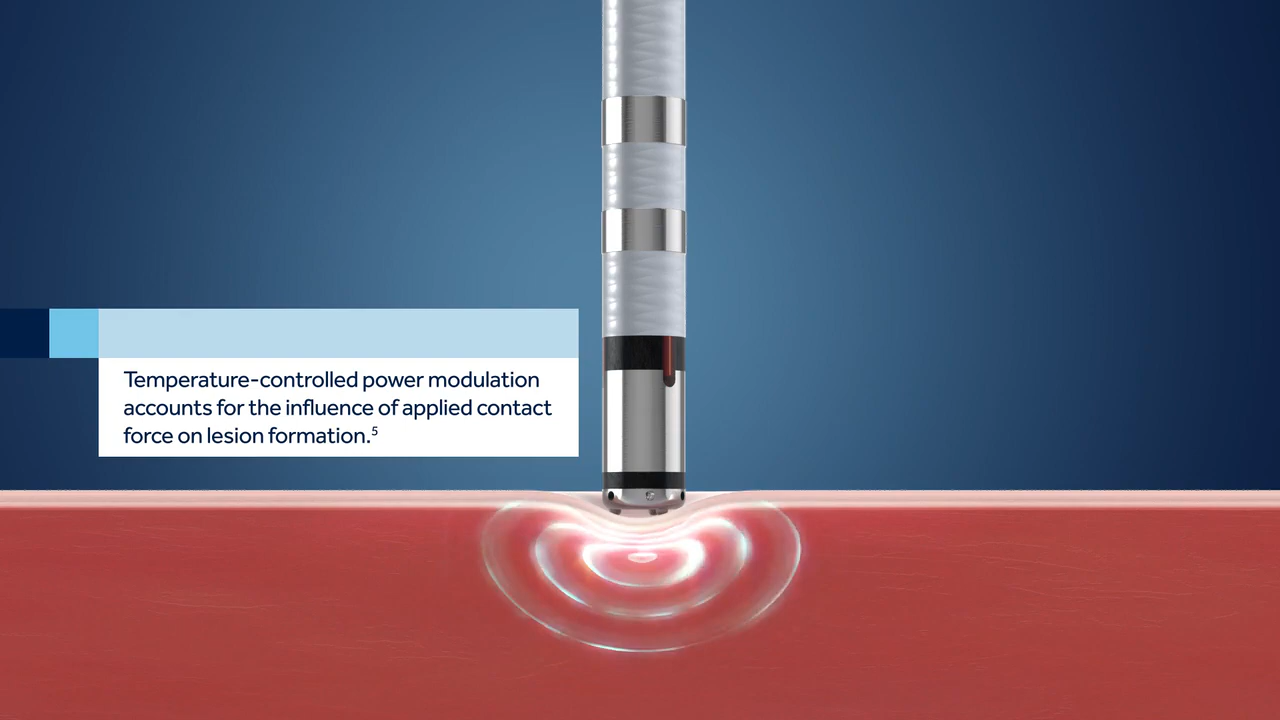 Temperature-controlled power modulation
accounts for the influence of applied contact
force on lesion formation.⁵